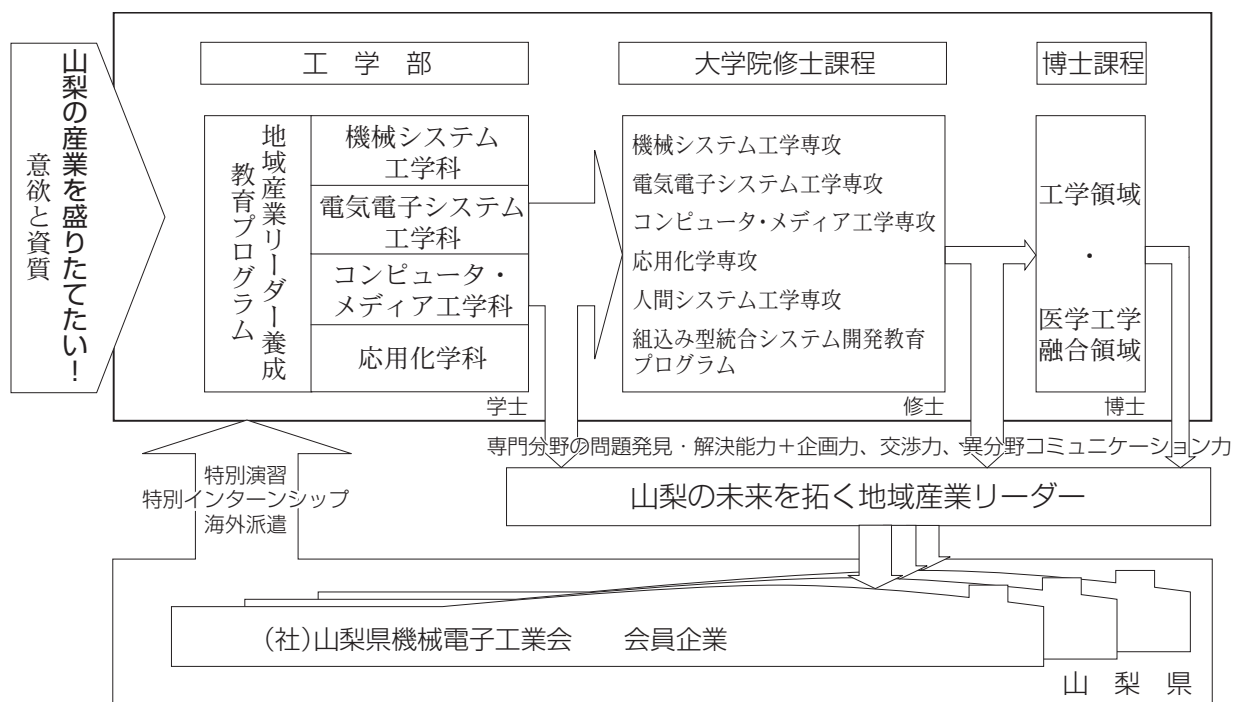 山梨の産業を盛りたてたい！
意欲と資質
工 学 部
大学院修士課程
博士課程
地域産業リーダー養成
教育プログラム
機械システム
工学科
電気電子システム
工学科
コンピュータ・
メディア工学科
応用化学科
機械システム工学専攻
電気電子システム工学専攻
コンピュータ・メディア工学専攻
応用化学専攻
人間システム工学専攻
組込み型統合システム開発教育
プログラム
工学領域
・
医学工学
融合領域
学士
修士
博士
専門分野の問題発見・解決能力＋企画力、交渉力、異分野コミュニケーション力
特別演習
特別インターンシップ
海外派遣
山梨の未来を拓く地域産業リーダー
(社)山梨県機械電子工業会　会員企業
山 梨 県